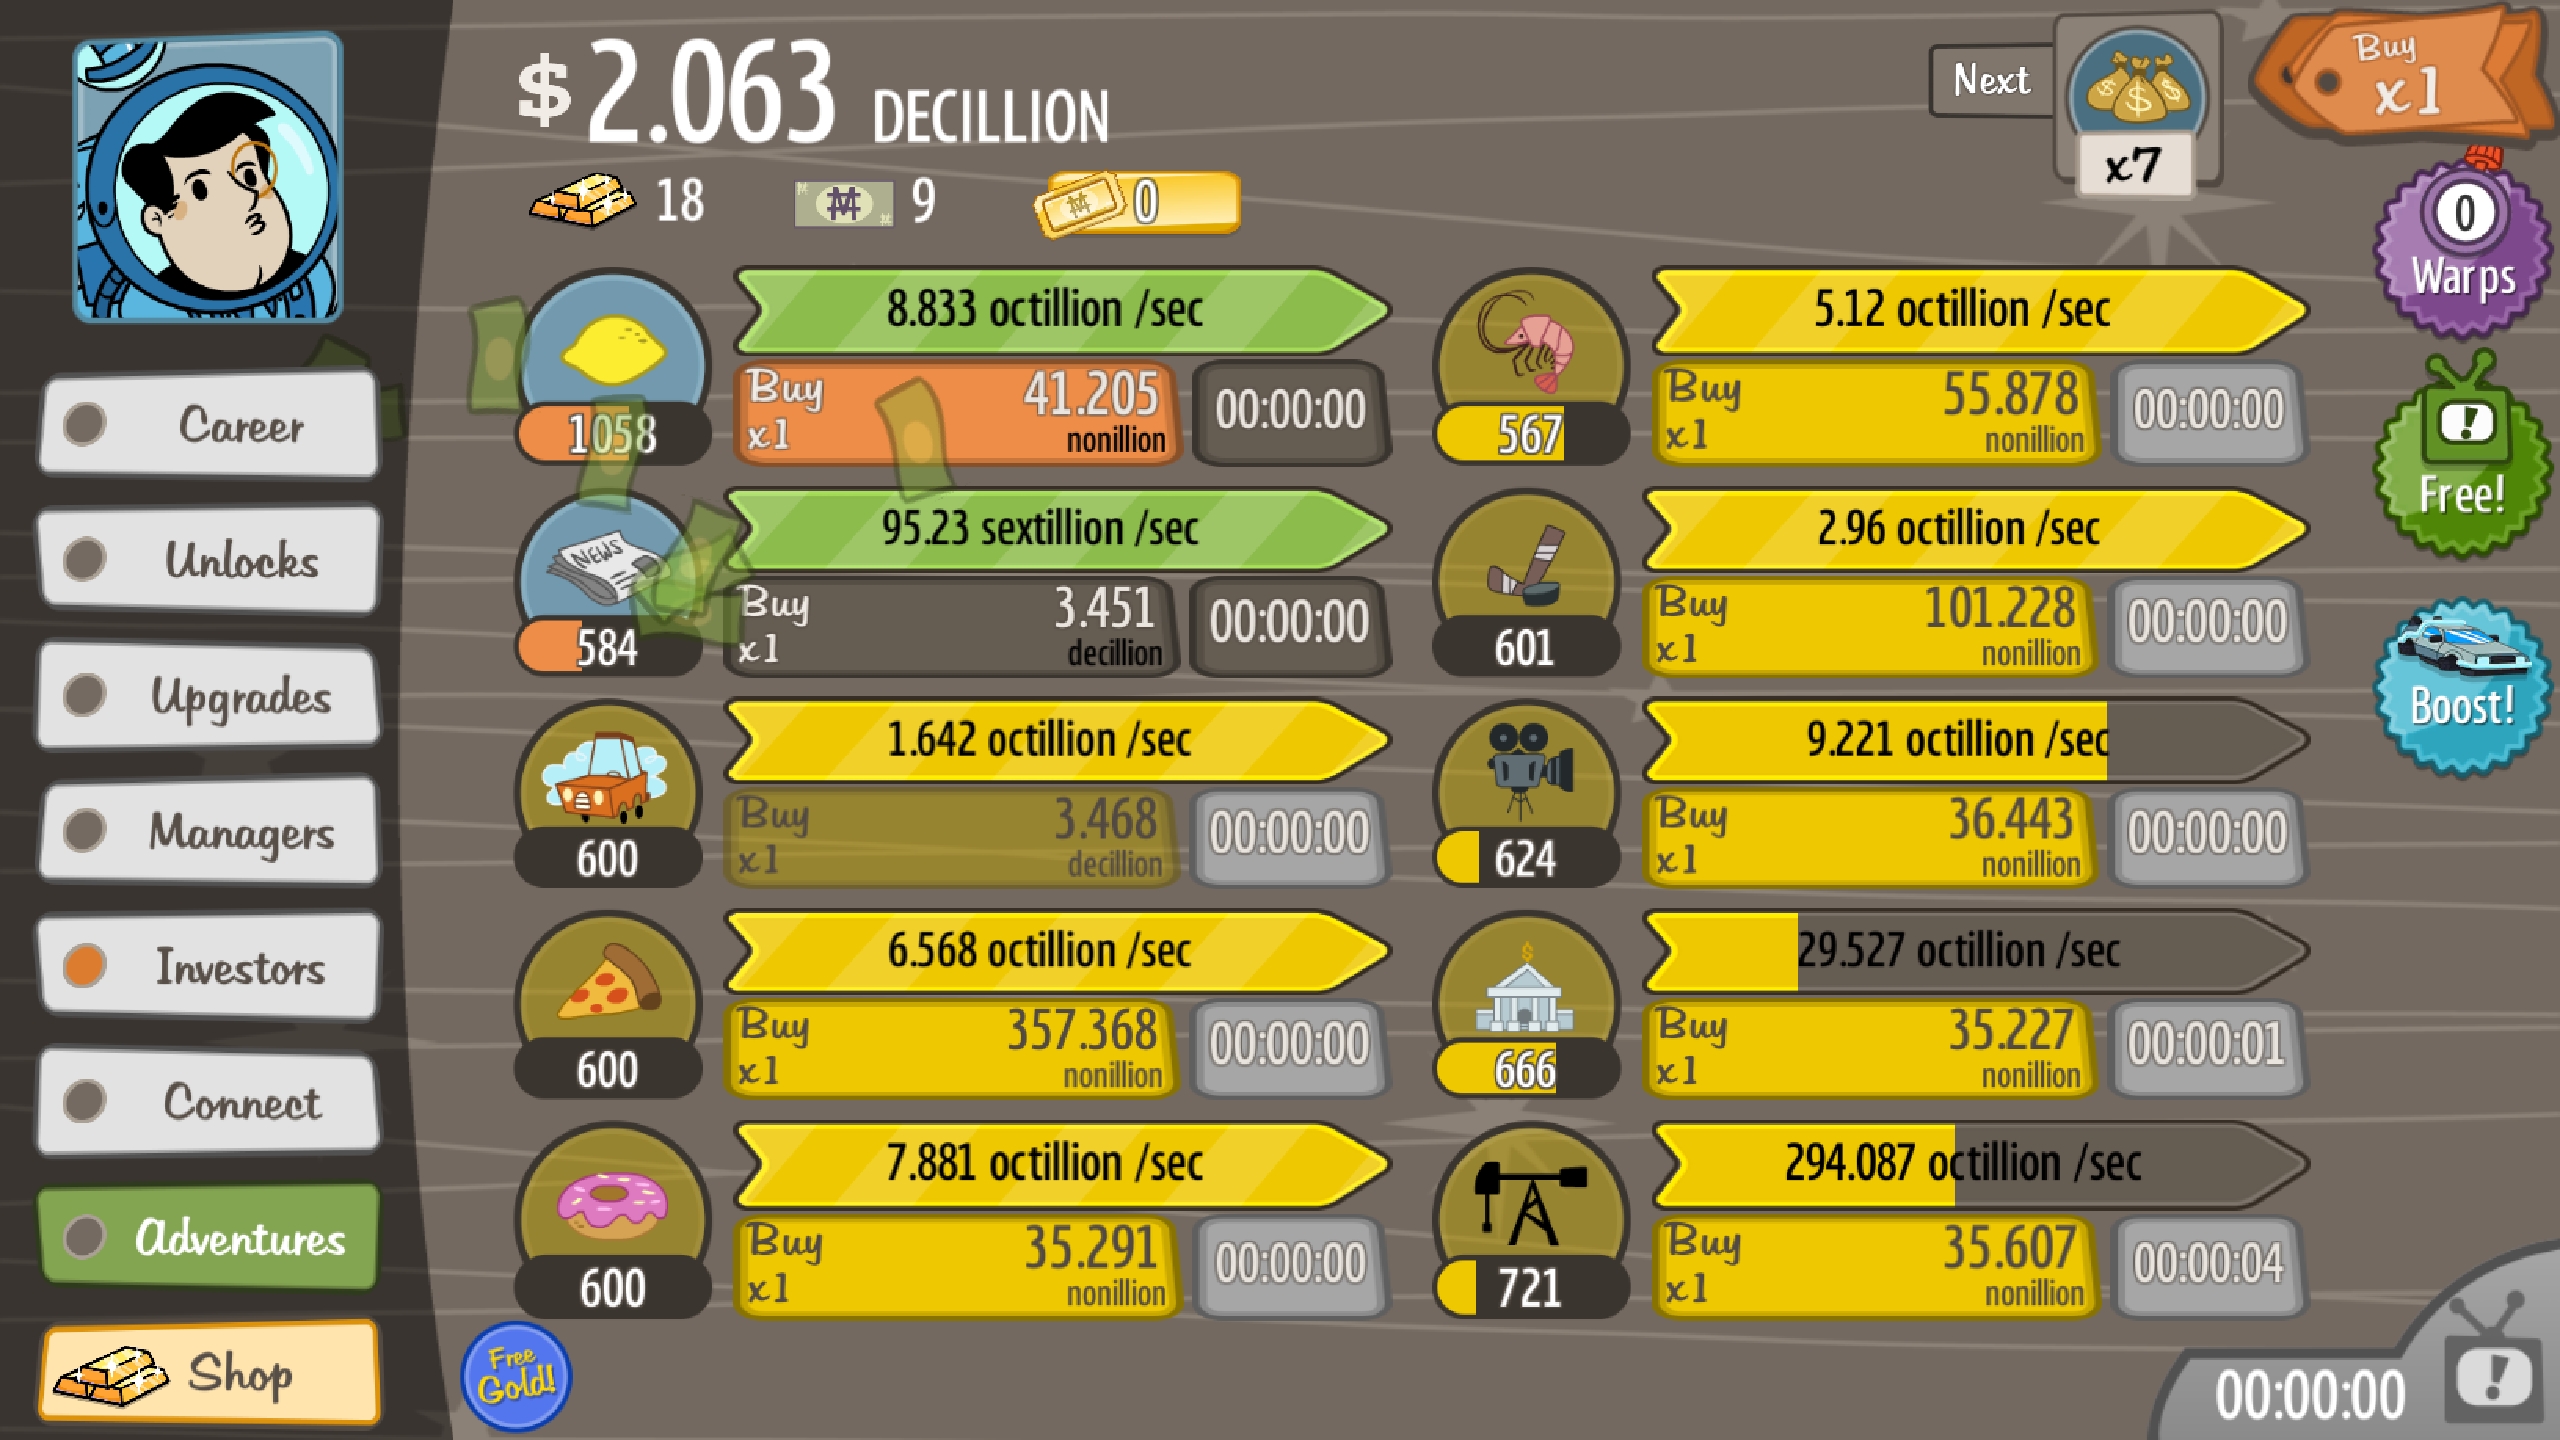 $ 2.063 DECILLION
Next
x7
Buy
x1
18
9
0
0
Warps
Free!
Boost!
Career
Unlocks
Upgrades
Managers
Investors
Connect
Adventures
Shop
Free
Gold!
8.833 octillion /sec
1058
Buy
x1
41.205
nonillion
00:00:00
NEWS
95.23 sextillion /sec
584
Buy
x1
3.451
decillion
00:00:00
1.642 octillion /sec
600
Buy
x1
3.468
decillion
00:00:00
6.568 octillion /sec
600
Buy
x1
357.368
nonillion
00:00:00
7.881 octillion /sec
600
Buy
x1
35.291
nonillion
00:00:00
5.12 octillion /sec
567
Buy
x1
55.878
nonillion
00:00:00
2.96 octillion /sec
601
Buy
x1
101.228
nonillion
00:00:00
9.221 octillion /sec
624
Buy
x1
36.443
nonillion
00:00:00
29.527 octillion /sec
666
Buy
x1
35.227
nonillion
00:00:01
294.087 octillion /sec
721
Buy
x1
35.607
nonillion
00:00:04
00:00:00